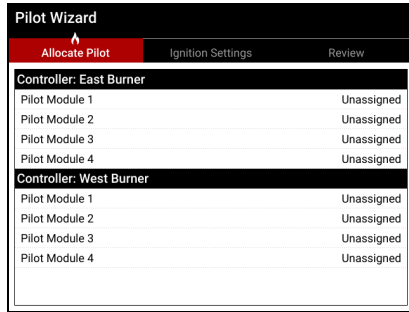 Pilot Wizard
Allocate Pilot Ignition Settings Review
Controller: East Burner
Pilot Module 1 Unassigned
Pilot Module 2 Unassigned
Pilot Module 3 Unassigned
Pilot Module 4 Unassigned
Controller: West Burner
Pilot Module 1 Unassigned
Pilot Module 2 Unassigned
Pilot Module 3 Unassigned
Pilot Module 4 Unassigned